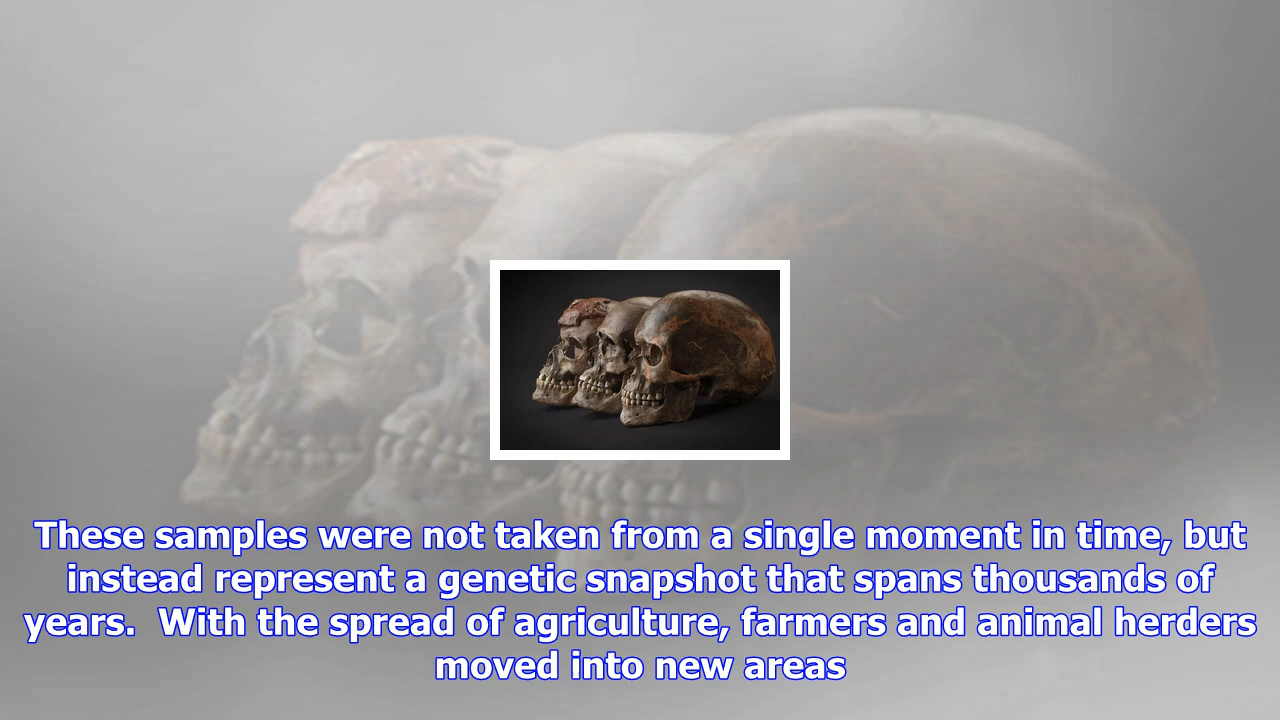 These samples were not taken from a single moment in time, but
instead represent a genetic snapshot that spans thousands of
years.  With the spread of agriculture, farmers and animal herders
moved into new areas